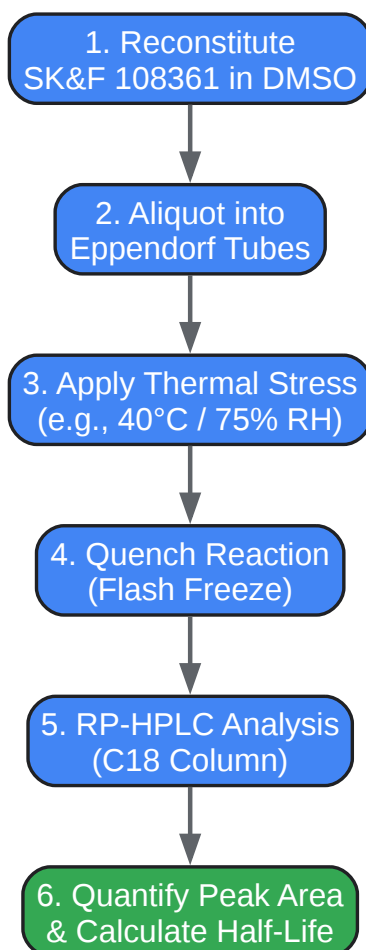 1. Reconstitute
SK&F 108361 in DMSO
2. Aliquot into
Eppendorf Tubes
3. Apply Thermal Stress
(e.g., 40°C / 75% RH)
4. Quench Reaction
(Flash Freeze)
5. RP-HPLC Analysis
(C18 Column)
6. Quantify Peak Area
& Calculate Half-Life